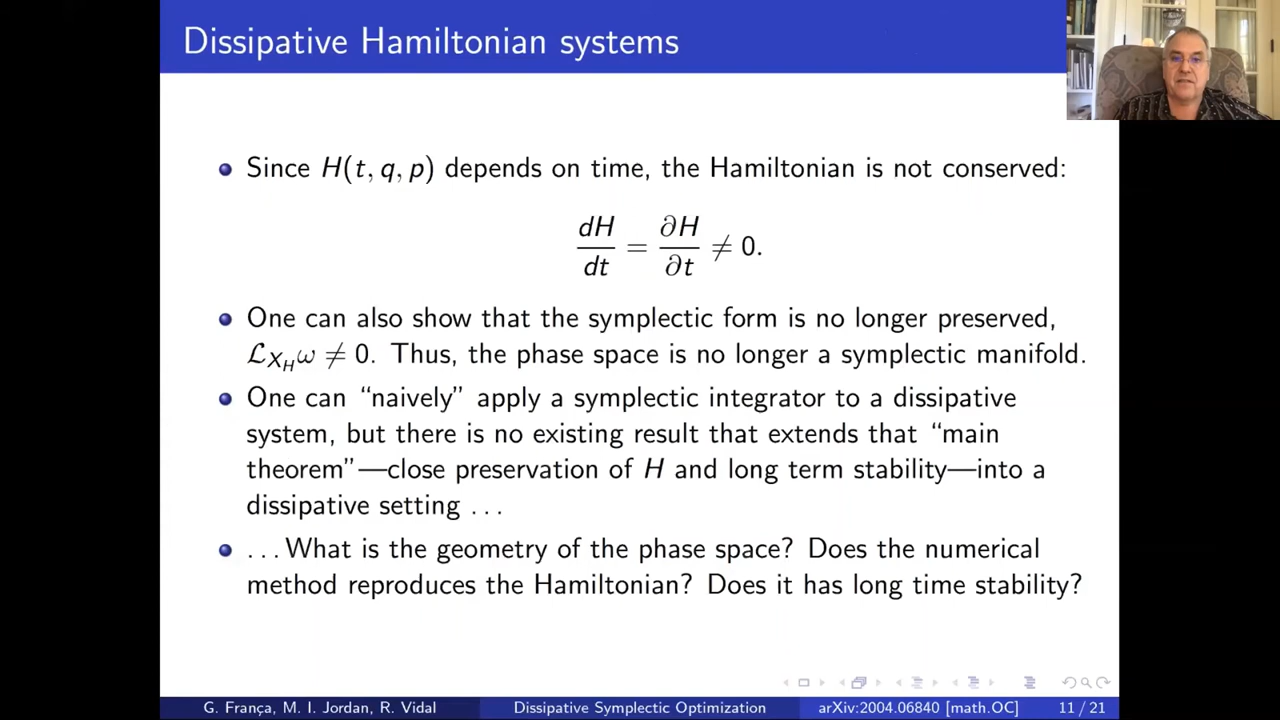 Dissipative Hamiltonian systems
Since H(t, q, p) depends on time, the Hamiltonian is not conserved:
dH/dt = ∂H/∂t ≠ 0.
One can also show that the symplectic form is no longer preserved,
ℒ_{X_H}ω ≠ 0. Thus, the phase space is no longer a symplectic manifold.
One can “naively” apply a symplectic integrator to a dissipative
system, but there is no existing result that extends that “main
theorem”—close preservation of H and long term stability—into a
dissipative setting . . .
. . . What is the geometry of the phase space? Does the numerical
method reproduces the Hamiltonian? Does it has long time stability?
G. França, M. I. Jordan, R. Vidal
Dissipative Symplectic Optimization
arXiv:2004.06840 [math.OC]
11 / 21